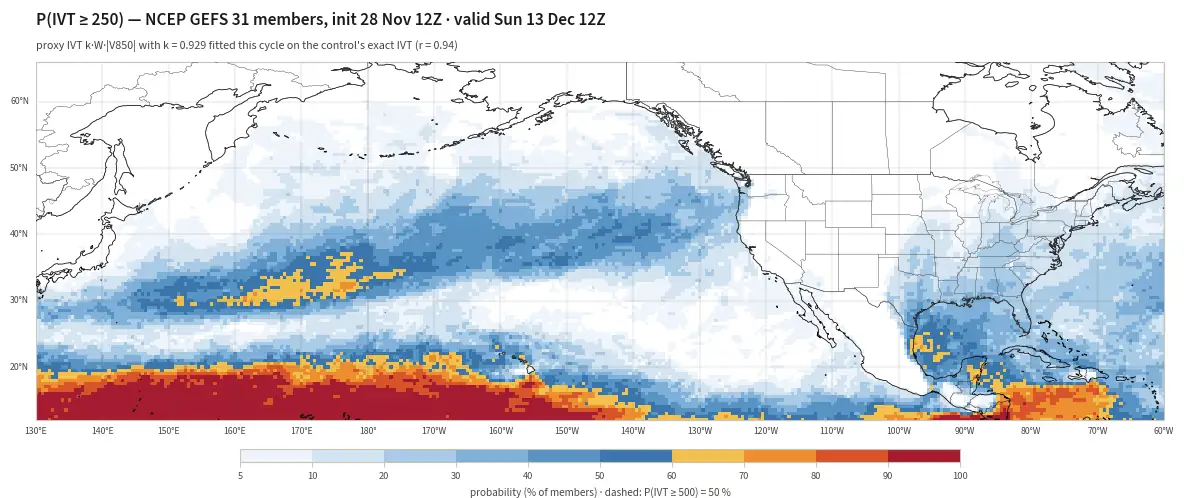 P(IVT ≥ 250) — NCEP GEFS 31 members, init 28 Nov 12Z · valid Sun 13 Dec 12Z
proxy IVT k·W·|V850| with k = 0.929 fitted this cycle on the control's exact IVT (r = 0.94)
60°N
50°N
40°N
30°N
20°N
130°E 140°E 150°E 160°E 170°E 180° 170°W 160°W 150°W 140°W 130°W 120°W 110°W 100°W 90°W 80°W 70°W 60°W
5 10 20 30 40 50 60 70 80 90 100
probability (% of members) · dashed: P(IVT ≥ 500) = 50 %